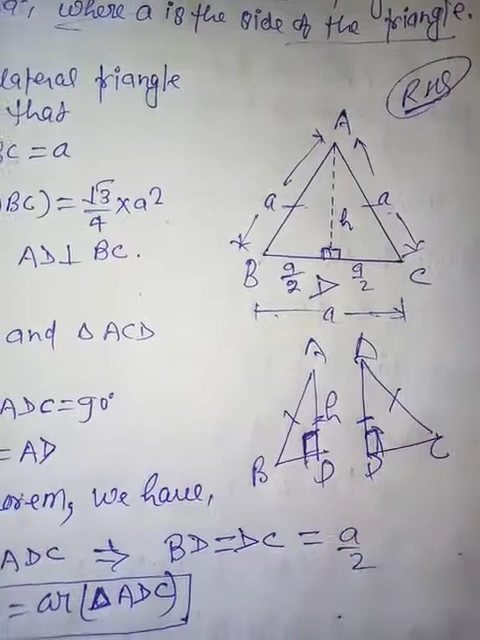 where a is the side of the triangle.
lateral triangle
that
RHS
BC = a
BC) = √3/4 × a²
AD ⊥ BC.
A
a
a
h
B
a/2
D
a/2
C
a
and △ACD
ADC = 90°
= AD
A
D
h
B
D
D
C
orem, we have,
ADC ⇒ BD = DC = a/2
= ar(△ADC)